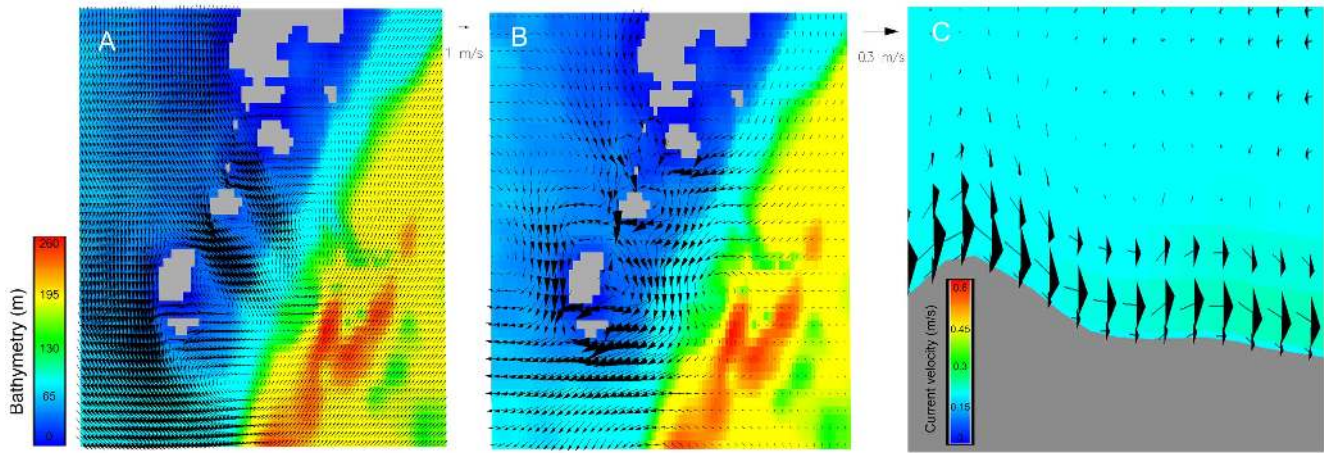 A
1 m/s
B
0.3 m/s
C
Bathymetry (m)
260
195
130
65
0
Current velocity (m/s)
0.6
0.45
0.3
0.15